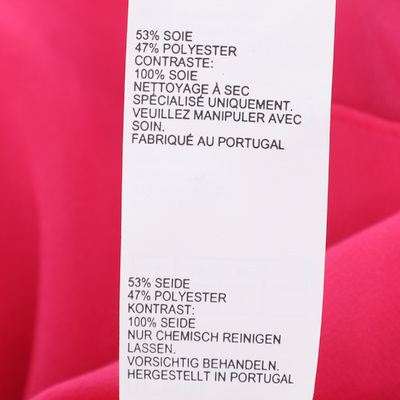 53% SOIE
47% POLYESTER
CONTRASTE:
100% SOIE
NETTOYAGE À SEC
SPÉCIALISÉ UNIQUEMENT.
VEUILLEZ MANIPULER AVEC
SOIN.
FABRIQUÉ AU PORTUGAL
53% SEIDE
47% POLYESTER
KONTRAST:
100% SEIDE
NUR CHEMISCH REINIGEN
LASSEN.
VORSICHTIG BEHANDELN.
HERGESTELLT IN PORTUGAL